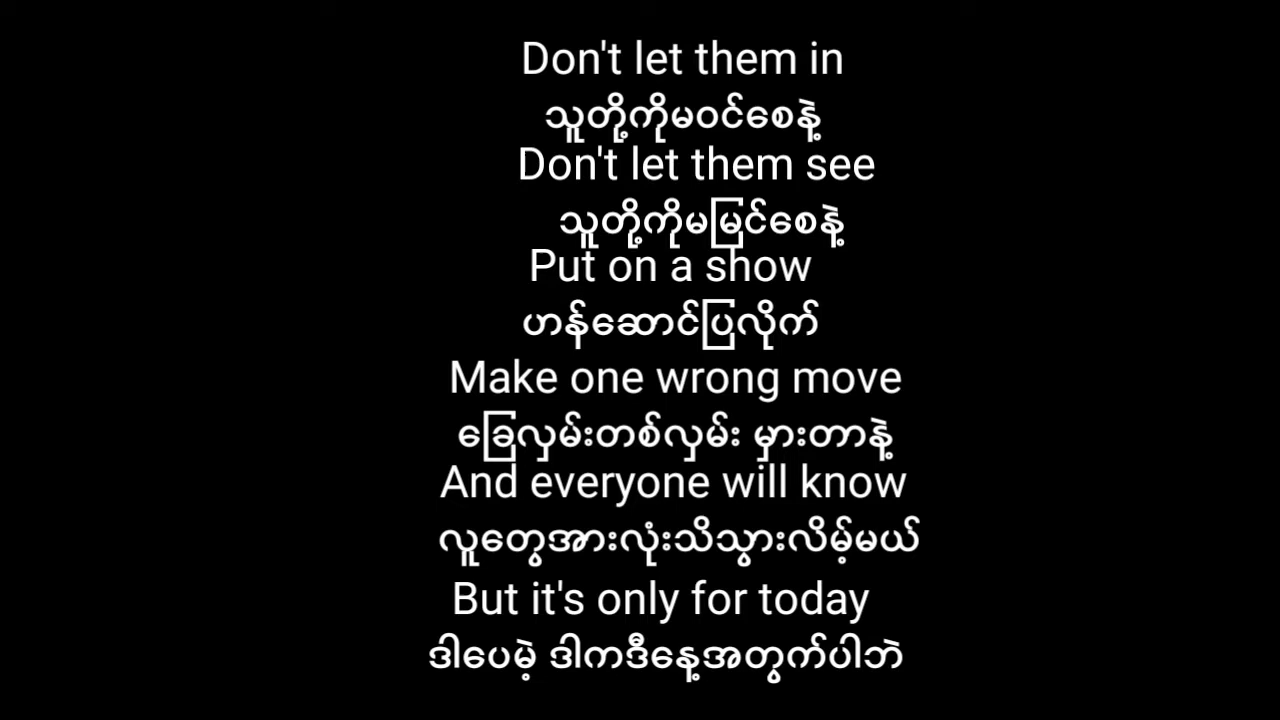 Don't let them in
သူတို့ကိုမဝင်စေနဲ့
Don't let them see
သူတို့ကိုမမြင်စေနဲ့
Put on a show
ဟန်ဆောင်ပြလိုက်
Make one wrong move
ခြေလှမ်းတစ်လှမ်း မှားတာနဲ့
And everyone will know
လူတွေအားလုံးသိသွားလိမ့်မယ်
But it's only for today
ဒါပေမဲ့ ဒါကဒီနေ့အတွက်ပါဘဲ